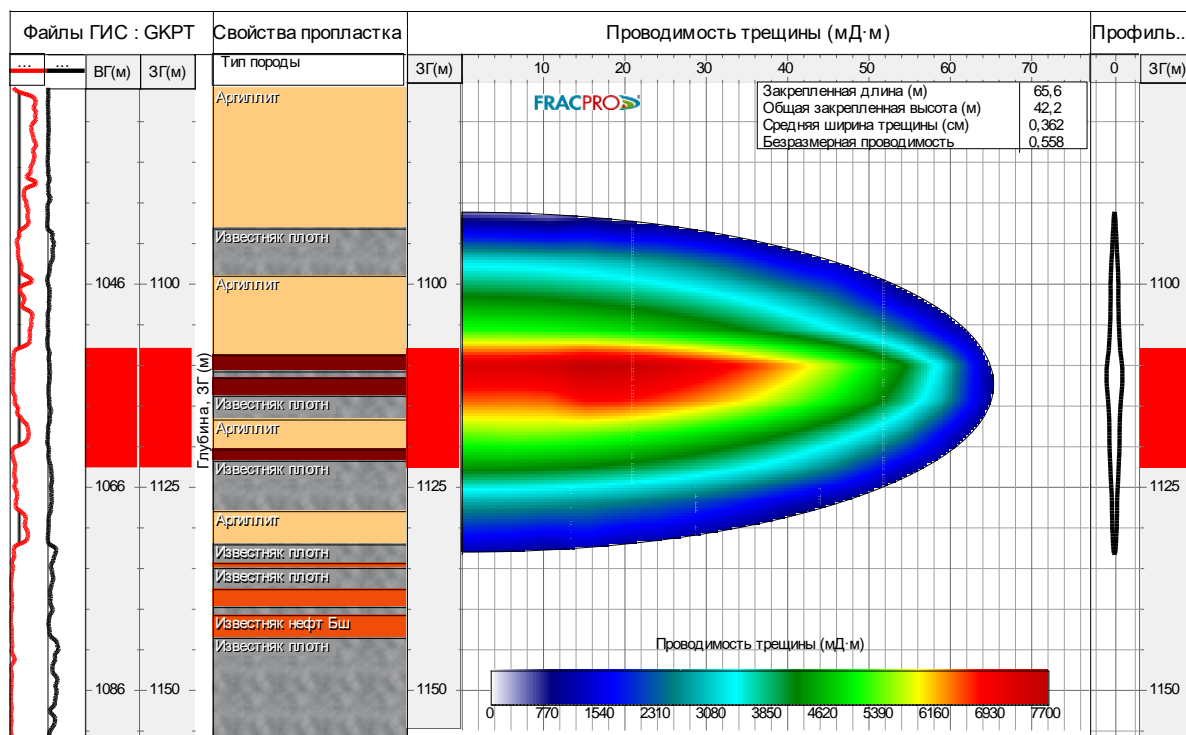 Файлы ГИС : GKPT
Свойства пропластка
Проводимость трещины (мД·м)
Профиль..
...
...
ВГ(м)
ЗГ(м)
Тип породы
ЗГ(м)
10 20 30 40 50 60 70
0
ЗГ(м)
FRACPRO
Закрепленная длина (м) 65,6
Общая закрепленная высота (м) 42,2
Средняя ширина трещины (см) 0,362
Безразмерная проводимость 0,558
Аргиллит
Известняк плотн
Аргиллит
1046 1100 1100 1100
Глубина, ЗГ (м)
Известняк плотн
Аргиллит
Известняк плотн
1066 1125 1125 1125
Аргиллит
Известняк плотн
Известняк плотн
Известняк нефт Бш
Известняк плотн
Проводимость трещины (мД·м)
1086 1150 1150 1150
0 770 1540 2310 3080 3850 4620 5390 6160 6930 7700